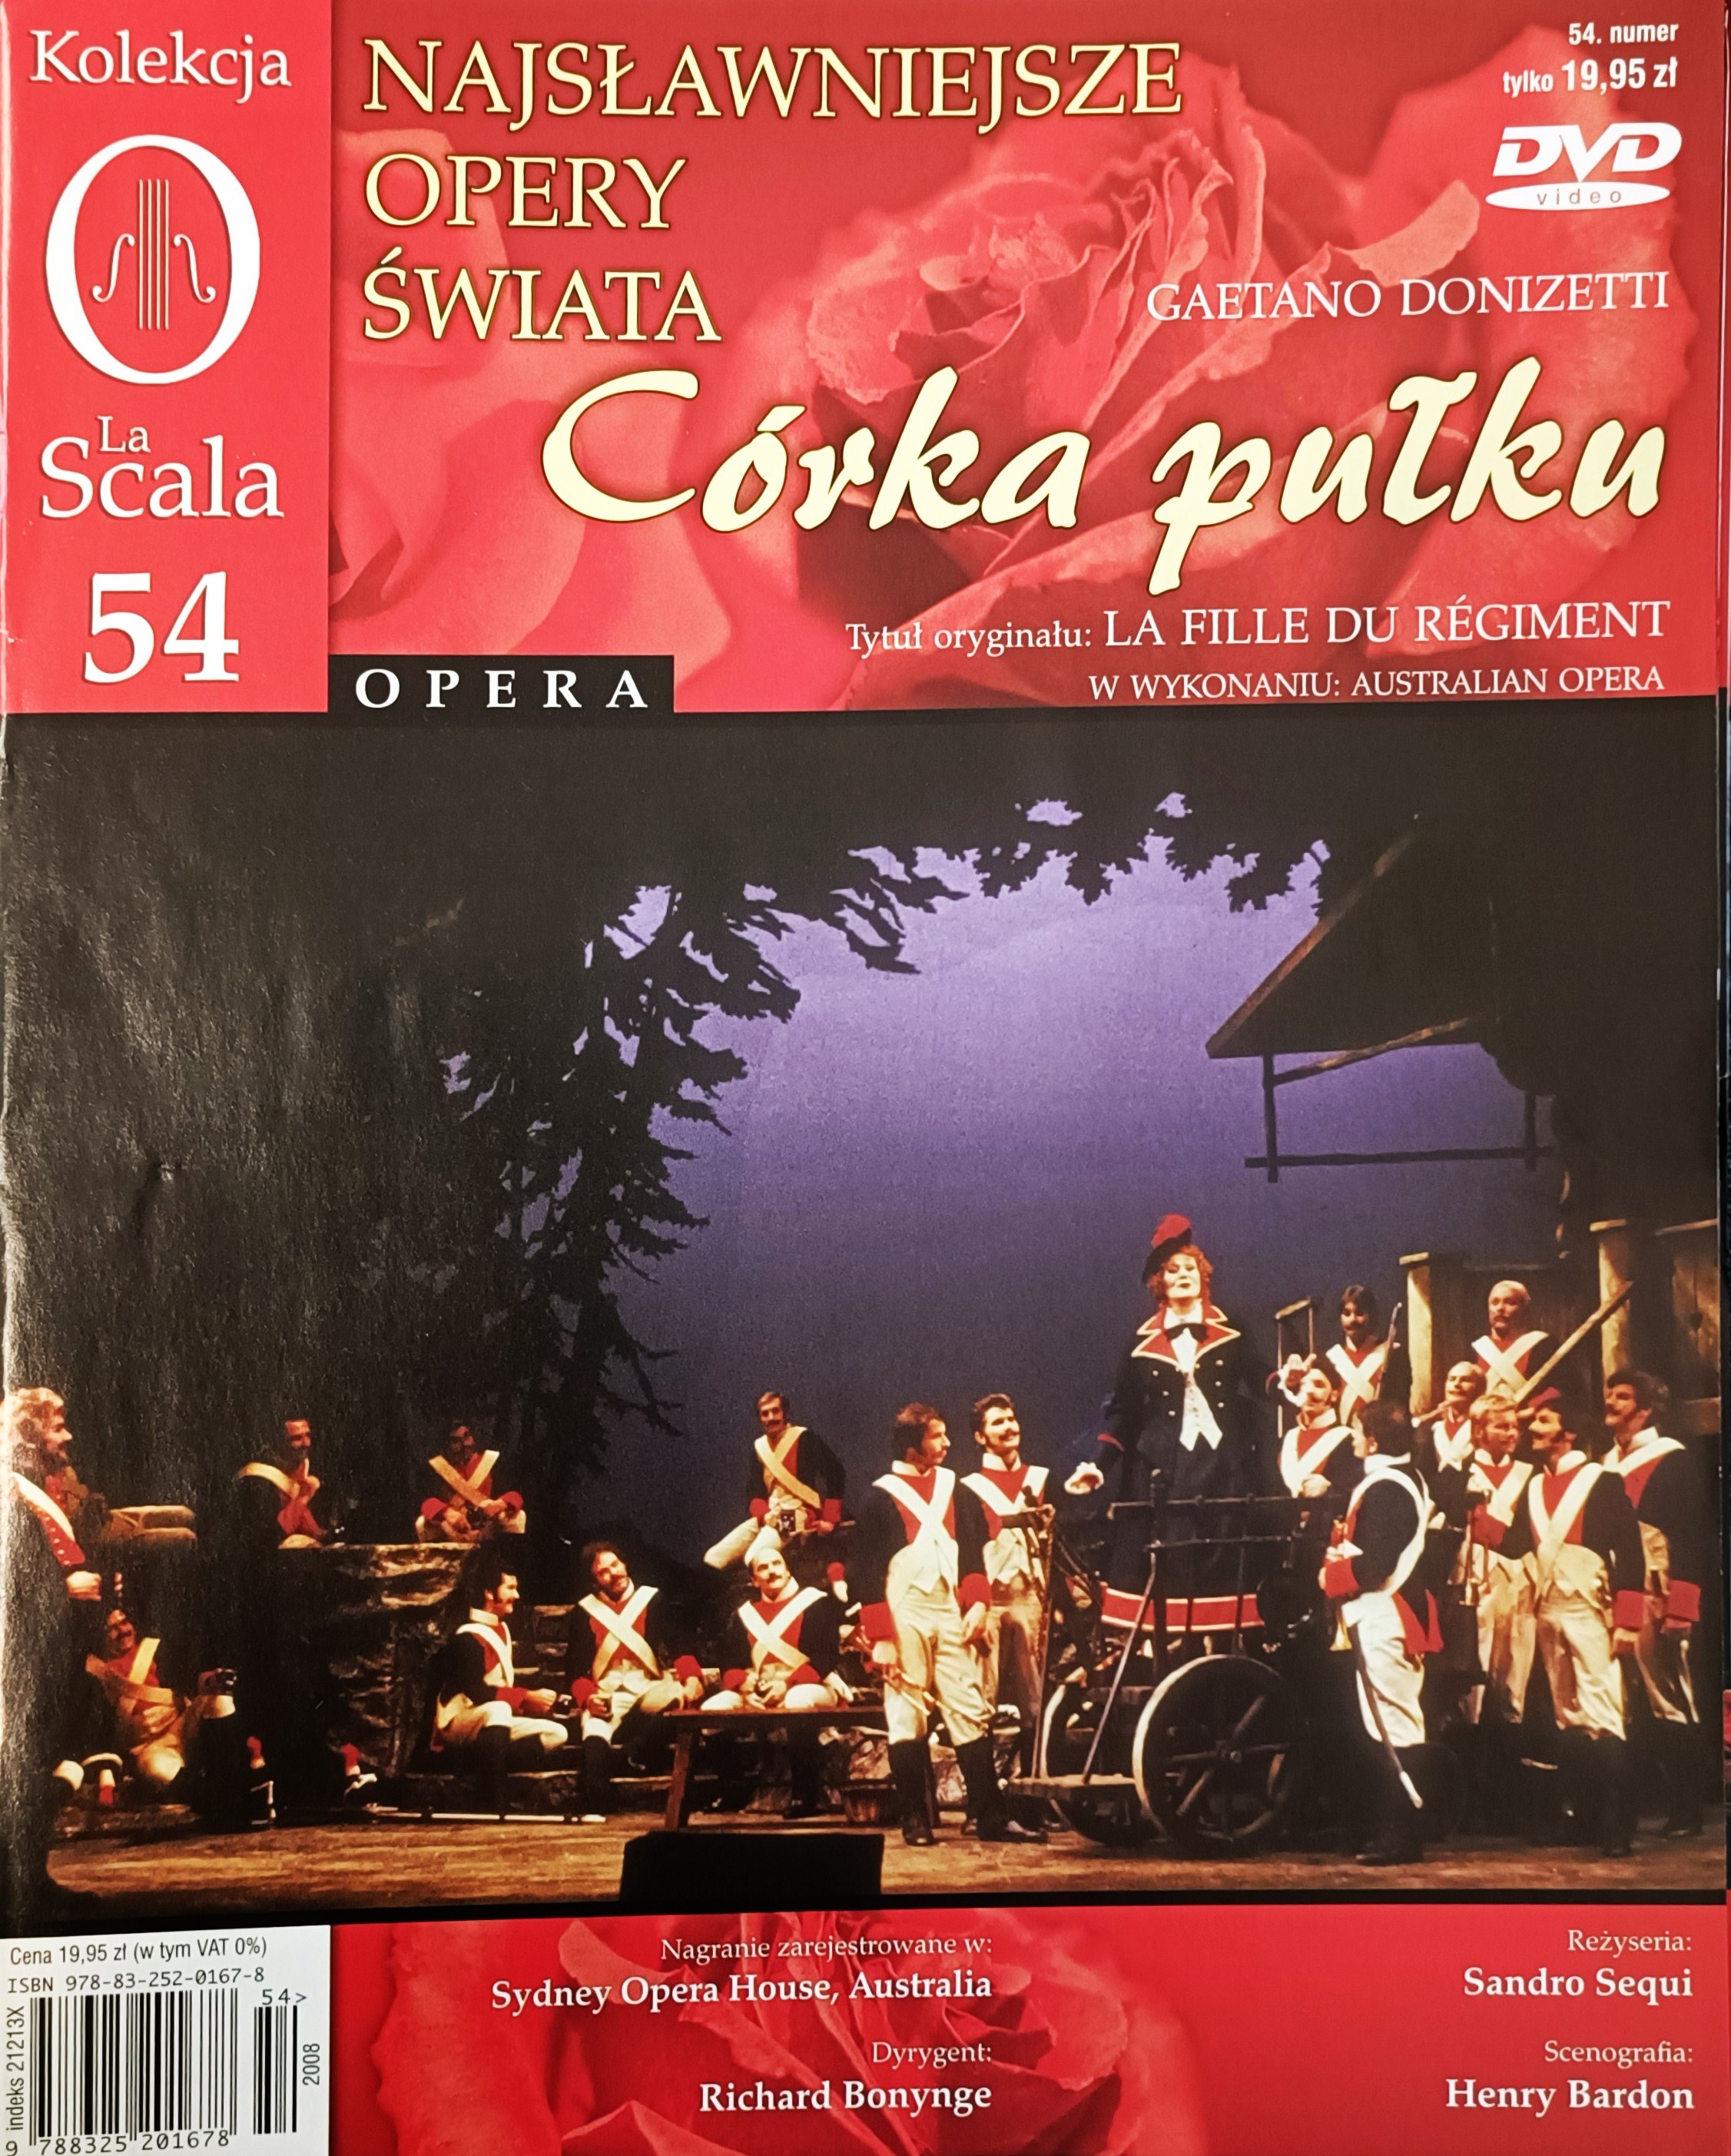 Kolekcja
La
Scala
54
NAJSŁAWNIEJSZE
OPERY
ŚWIATA
54. numer
tylko 19,95 zł
DVD
video
GAETANO DONIZETTI
Córka pułku
Tytuł oryginału: LA FILLE DU RÉGIMENT
W WYKONANIU: AUSTRALIAN OPERA
OPERA
Cena 19,95 zł (w tym VAT 0%)
ISBN 978-83-252-0167-8
54>
indeks 21213X
2008
9 788325 201678
Nagranie zarejestrowane w:
Sydney Opera House, Australia
Dyrygent:
Richard Bonynge
Reżyseria:
Sandro Sequi
Scenografia:
Henry Bardon